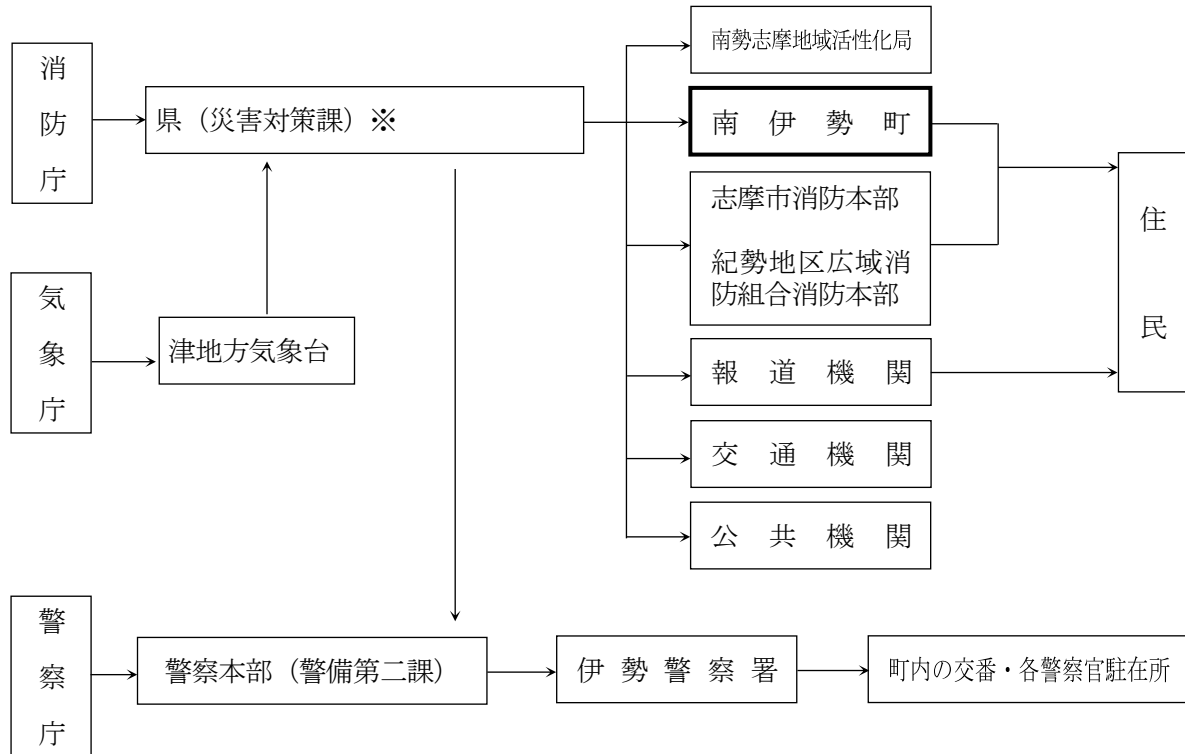 消防庁
県（災害対策課）※
南勢志摩地域活性化局
南伊勢町
志摩市消防本部
紀勢地区広域消
防組合消防本部
住民
気象庁
津地方気象台
報道機関
交通機関
公共機関
警察庁
警察本部（警備第二課）
伊勢警察署
町内の交番・各警察官駐在所